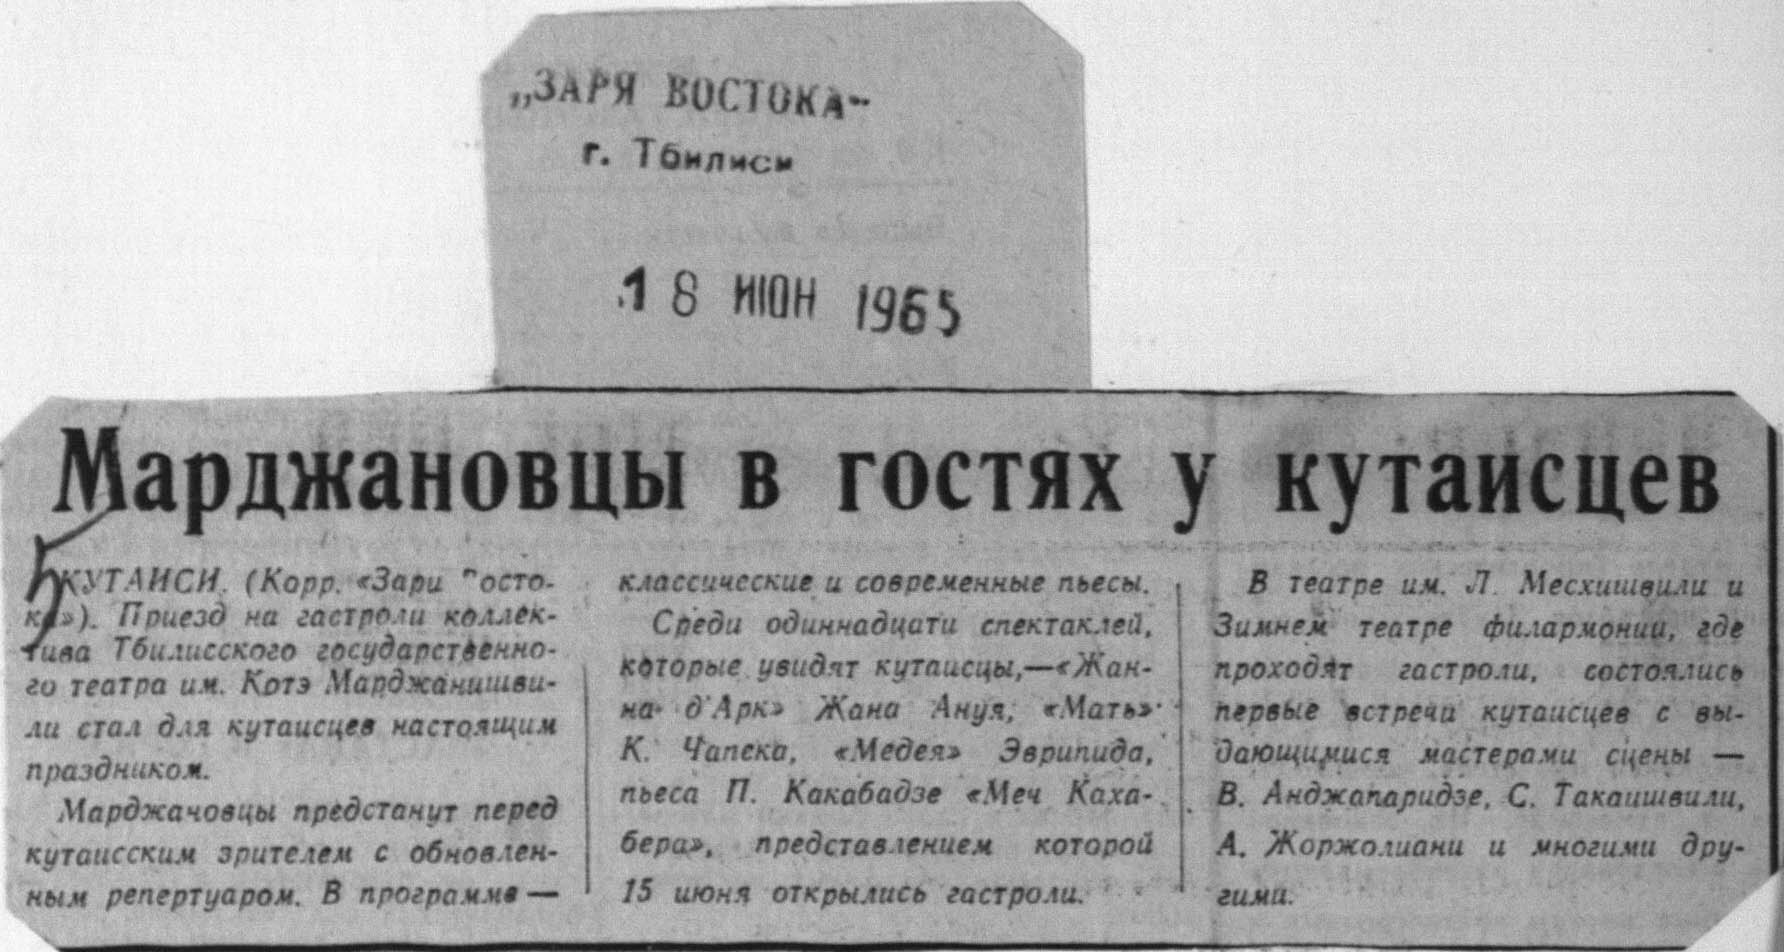 „ЗАРЯ ВОСТОКА“
г. Тбилиси
18 ИЮН 1965
Марджановцы в гостях у кутаисцев
КУТАИСИ. (Корр. «Зари осто-
ка»). Приезд на гастроли коллек-
тива Тбилисского государственно-
го театра им. Котэ Марджанишви-
ли стал для кутаисцев настоящим
праздником.
Марджачовцы предстанут перед
кутаисским зрителем с обновлен-
ным репертуаром. В программе —
классические и современные пьесы.
Среди одиннадцати спектаклей,
которые увидят кутаисцы,—«Жан-
на д'Арк» Жана Ануя, «Мать»
К. Чапека, «Медея» Эврипида,
пьеса П. Какабадзе «Меч Каха-
бера», представлением которой
15 июня открылись гастроли.
В театре им. Л. Месхишвили и
Зимнем театре филармонии, где
проходят гастроли, состоялись
первые встречи кутаисцев с вы-
дающимися мастерами сцены —
В. Анджапаридзе, С. Такаишвили,
А. Жоржолиани и многими дру-
гими.